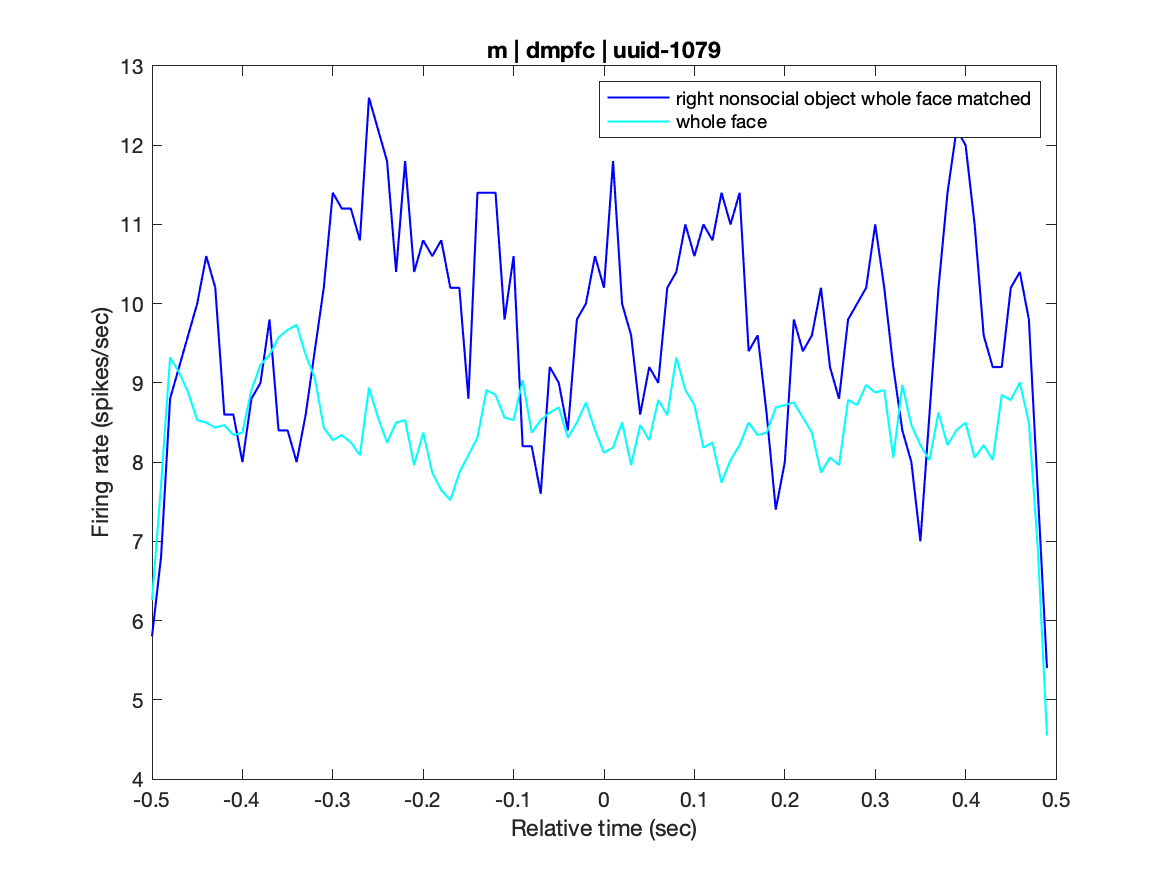 m | dmpfc | uuid-1079
right nonsocial object whole face matched
whole face
Firing rate (spikes/sec)
13
12
11
10
9
8
7
6
5
4
-0.5 -0.4 -0.3 -0.2 -0.1 0 0.1 0.2 0.3 0.4 0.5
Relative time (sec)